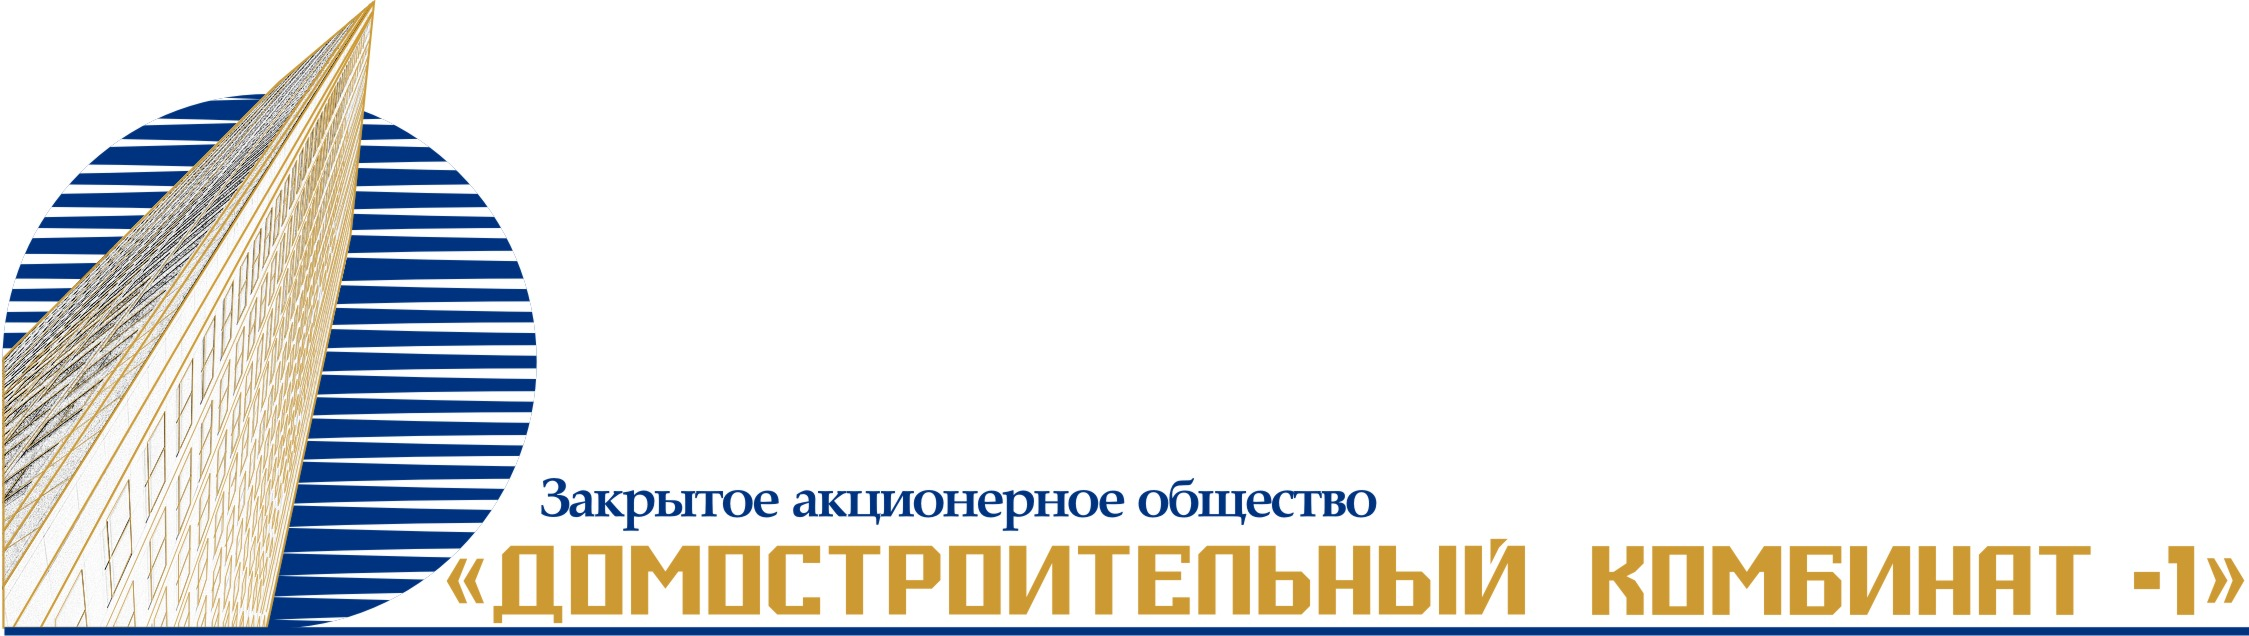 Закрытое акционерное общество
«ДОМОСТРОИТЕЛЬНЫЙ КОМБИНАТ -1»